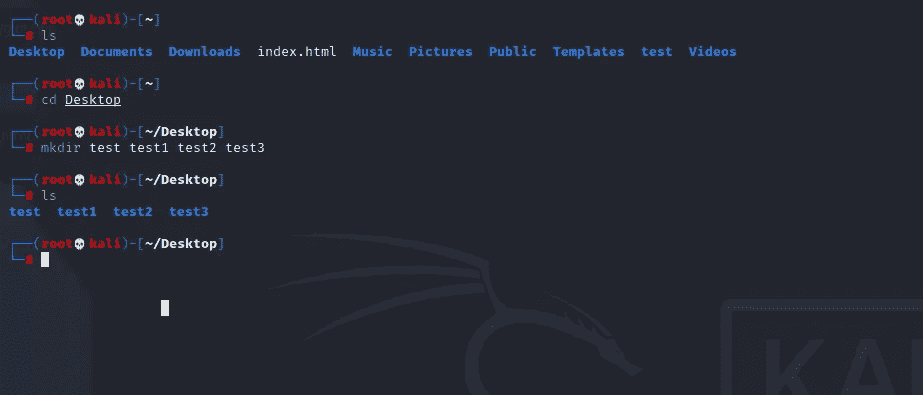 ┌──(root💀kali)-[~]
└─# ls
Desktop Documents Downloads index.html Music Pictures Public Templates test Videos
┌──(root💀kali)-[~]
└─# cd Desktop
┌──(root💀kali)-[~/Desktop]
└─# mkdir test test1 test2 test3
┌──(root💀kali)-[~/Desktop]
└─# ls
test test1 test2 test3
┌──(root💀kali)-[~/Desktop]
└─#
KAL